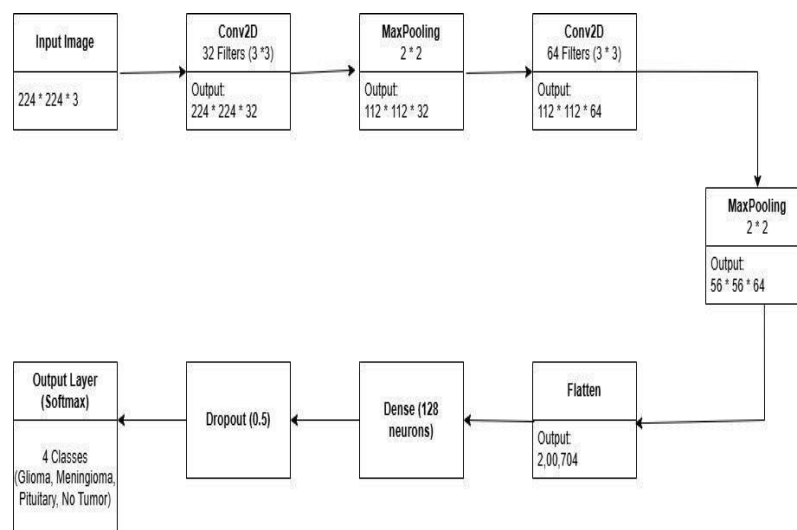 Input Image
224 * 224 * 3
Conv2D
32 Filters (3 *3)
Output:
224 * 224 * 32
MaxPooling
2 * 2
Output:
112 * 112 * 32
Conv2D
64 Filters (3 * 3)
Output:
112 * 112 * 64
MaxPooling
2 * 2
Output:
56 * 56 * 64
Flatten
Output:
2,00,704
Dense (128
neurons)
Dropout (0.5)
Output Layer
(Softmax)
4 Classes
(Glioma, Meningioma,
Pituitary, No Tumor)